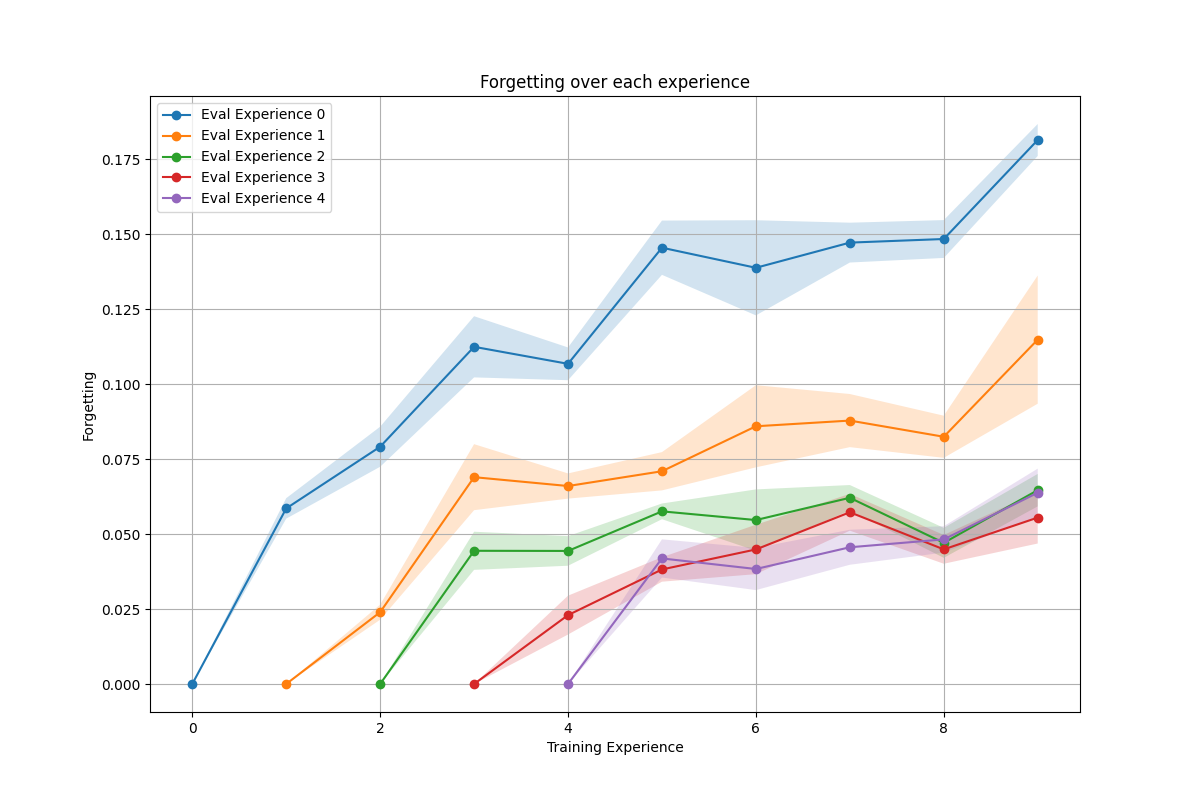 Forgetting over each experience
Eval Experience 0
Eval Experience 1
Eval Experience 2
Eval Experience 3
Eval Experience 4
0.175
0.150
0.125
0.100
0.075
0.050
0.025
0.000
Forgetting
0 2 4 6 8
Training Experience